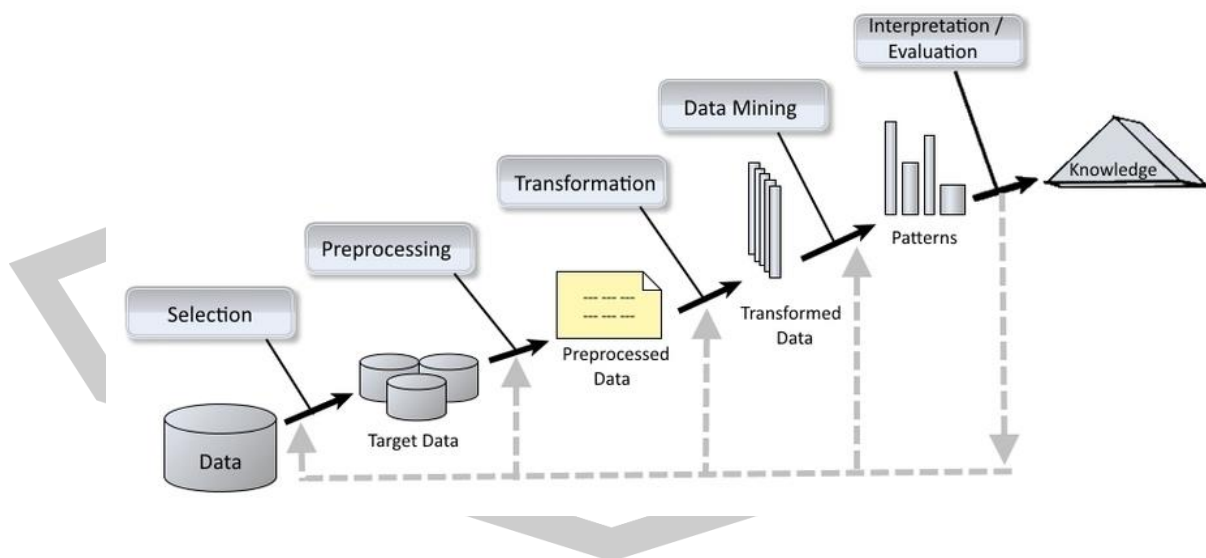 Interpretation /
Evaluation
Data Mining
Transformation
Preprocessing
Selection
Knowledge
Patterns
Transformed
Data
--- --- ---
--- --- ---
Preprocessed
Data
Target Data
Data